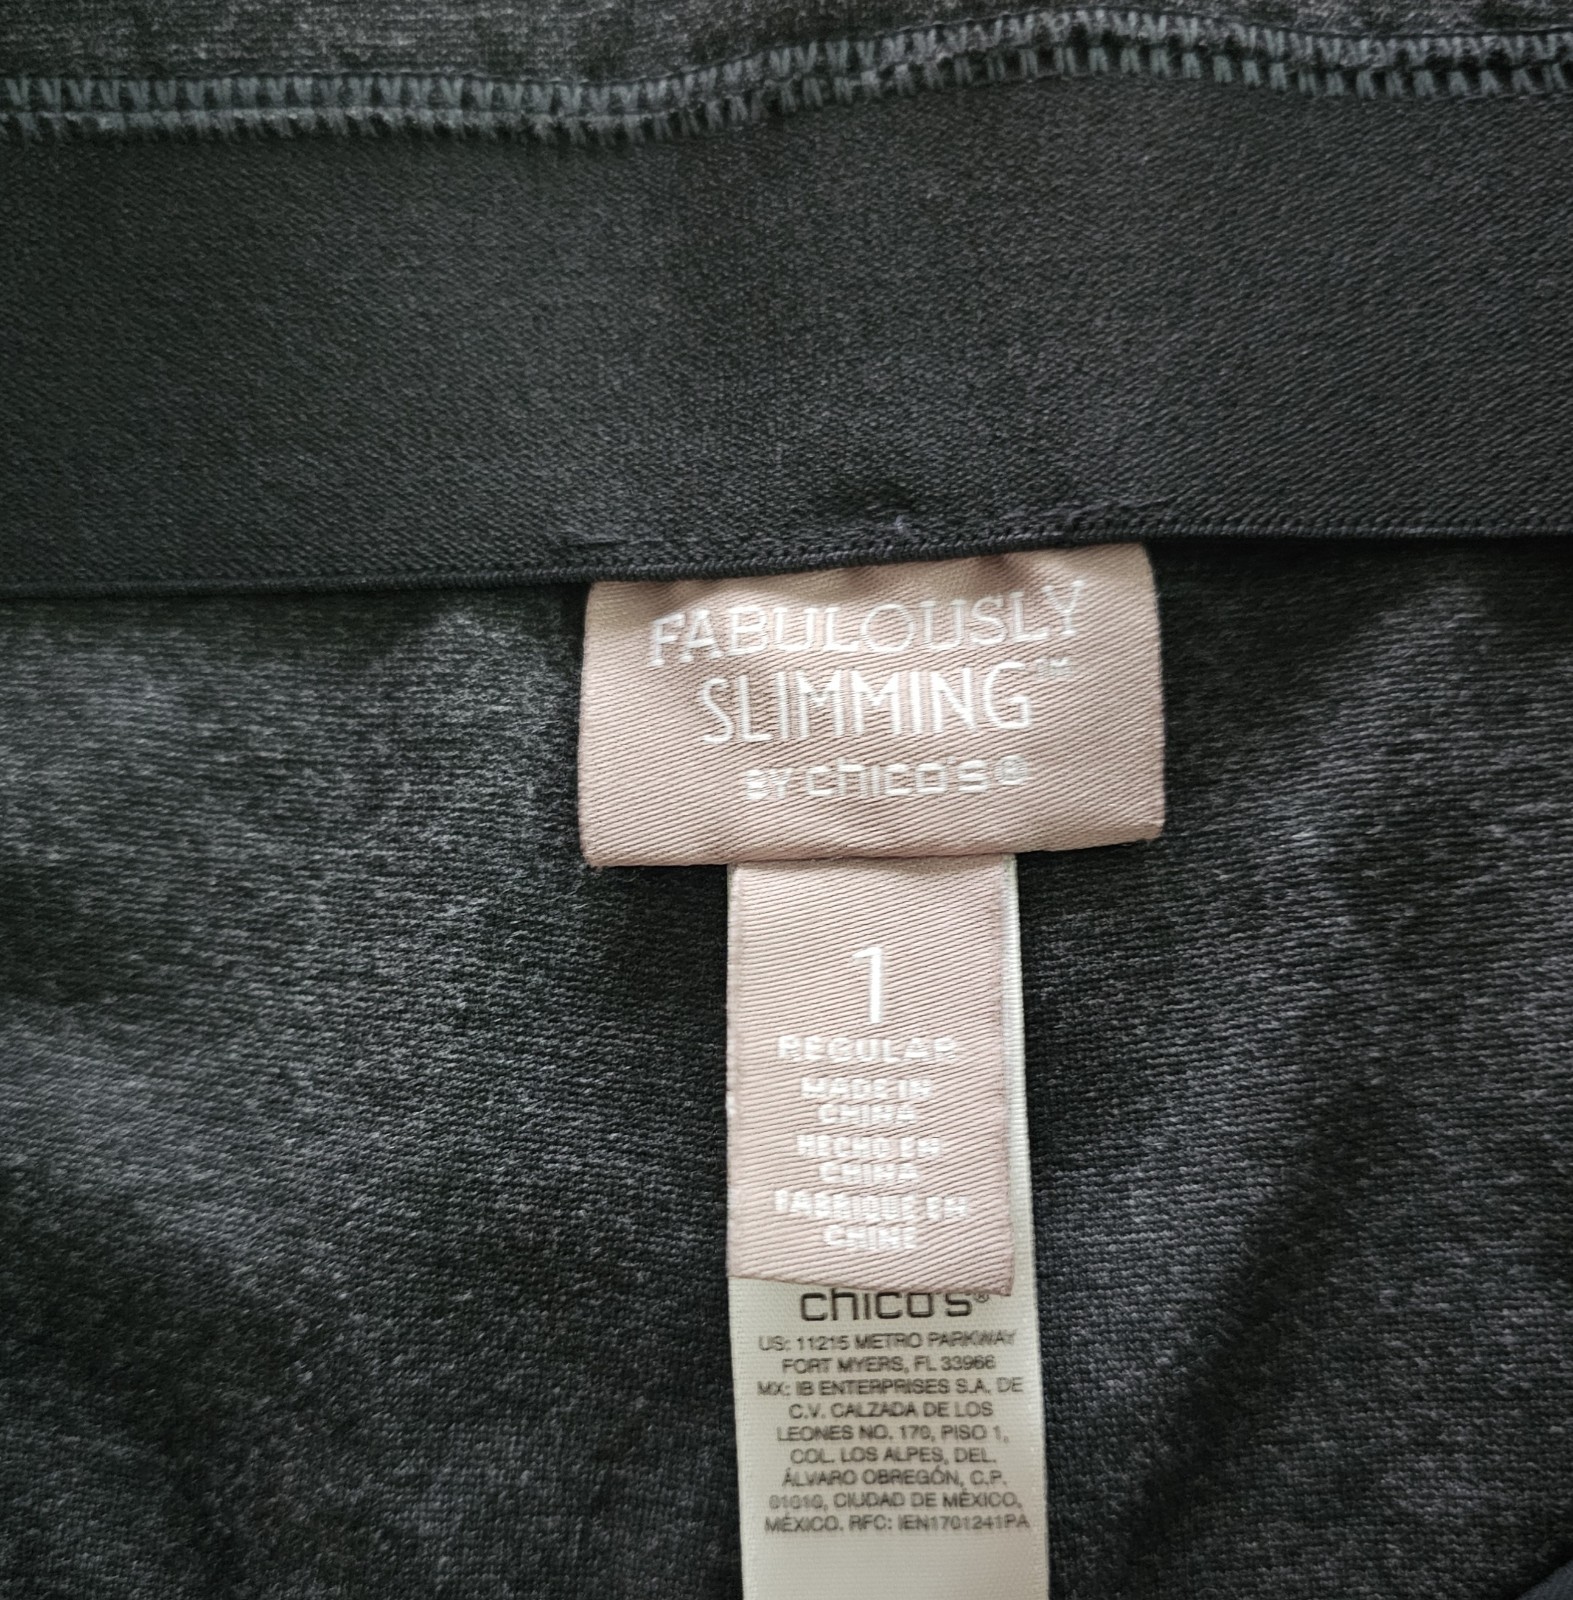 FABULOUSLY
SLIMMING™
BY chico's®
1
REGULAR
MADE IN
CHINA
HECHO EN
CHINA
FABRIQUÉ EN
CHINE
chico's®
US: 11215 METRO PARKWAY
FORT MYERS, FL 33966
MX: IB ENTERPRISES S.A. DE
C.V. CALZADA DE LOS
LEONES NO. 170, PISO 1,
COL. LOS ALPES, DEL.
ÁLVARO OBREGÓN, C.P.
01010, CIUDAD DE MÉXICO,
MÉXICO. RFC: IEN1701241PA